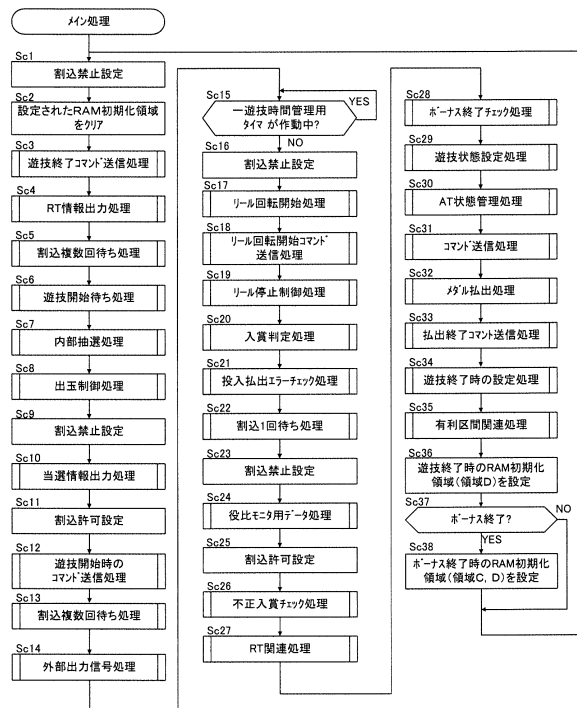 メイン処理
Sc1
割込禁止設定
Sc2
設定されたRAM初期化領域
をクリア
Sc3
遊技終了コマンド送信処理
Sc4
RT情報出力処理
Sc5
割込複数回待ち処理
Sc6
遊技開始待ち処理
Sc7
内部抽選処理
Sc8
出玉制御処理
Sc9
割込禁止設定
Sc10
当選情報出力処理
Sc11
割込許可設定
Sc12
遊技開始時の
コマンド送信処理
Sc13
割込複数回待ち処理
Sc14
外部出力信号処理
Sc15
一遊技時間管理用
タイマ が作動中?
YES
NO
Sc16
割込禁止設定
Sc17
リール回転開始処理
Sc18
リール回転開始コマンド
送信処理
Sc19
リール停止制御処理
Sc20
入賞判定処理
Sc21
投入払出エラーチェック処理
Sc22
割込1回待ち処理
Sc23
割込禁止設定
Sc24
役比モニタ用データ処理
Sc25
割込許可設定
Sc26
不正入賞チェック処理
Sc27
RT関連処理
Sc28
ボーナス終了チェック処理
Sc29
遊技状態設定処理
Sc30
AT状態管理処理
Sc31
コマンド送信処理
Sc32
メダル払出処理
Sc33
払出終了コマンド送信処理
Sc34
遊技終了時の設定処理
Sc35
有利区間関連処理
Sc36
遊技終了時のRAM初期化
領域(領域D)を設定
Sc37
ボーナス終了?
NO
YES
Sc38
ボーナス終了時のRAM初期化
領域(領域C, D)を設定